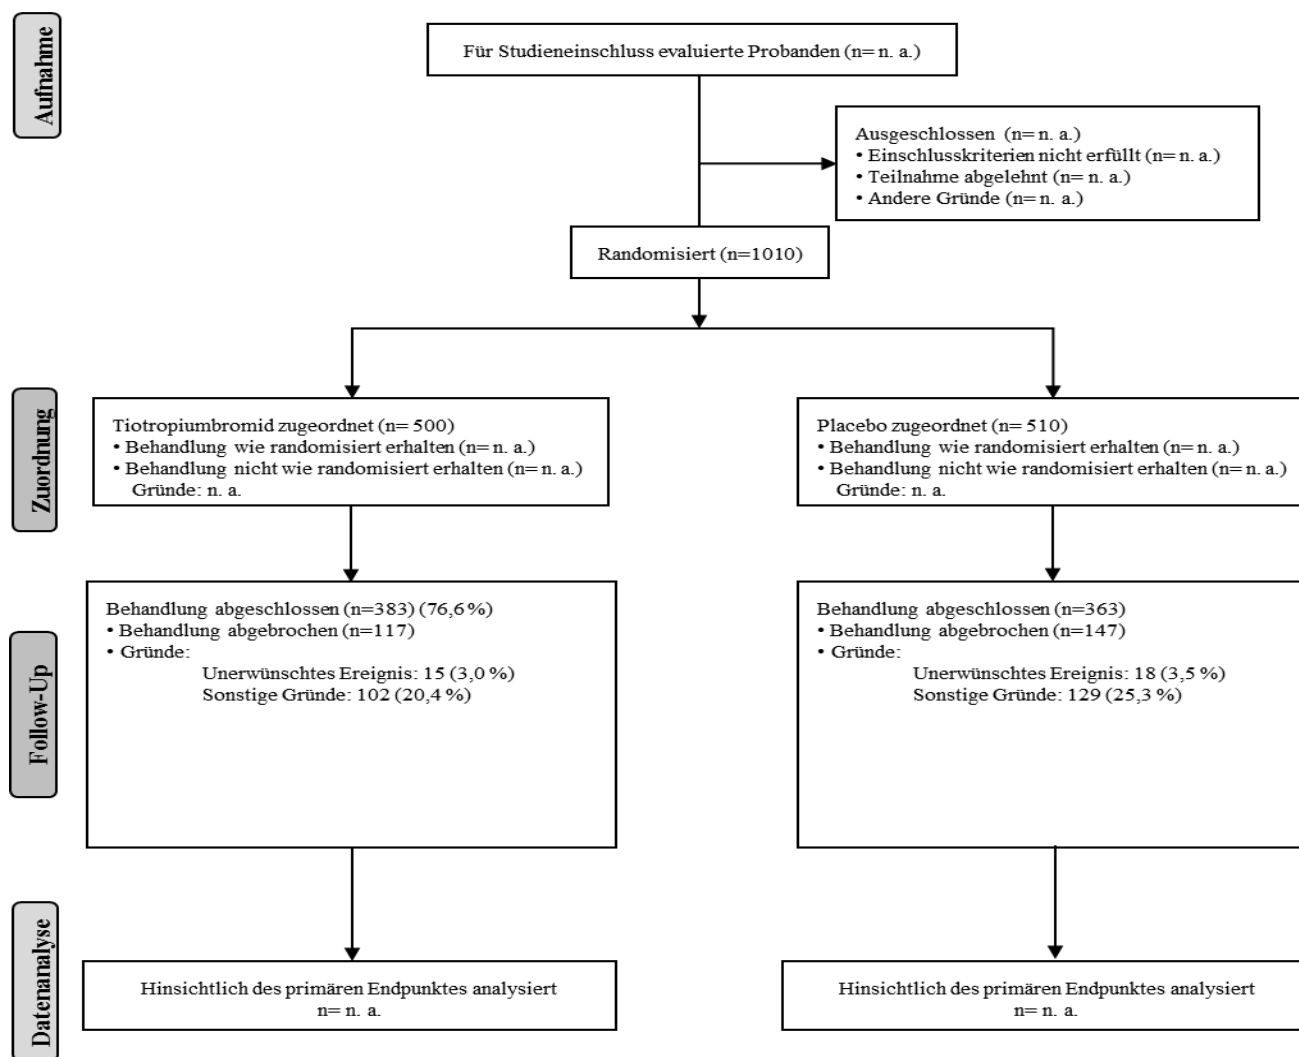 Aufnahme
Für Studieneinschluss evaluierte Probanden (n= n. a.)
Ausgeschlossen (n= n. a.)
• Einschlusskriterien nicht erfüllt (n= n. a.)
• Teilnahme abgelehnt (n= n. a.)
• Andere Gründe (n= n. a.)
Randomisiert (n=1010)
Zuordnung
Tiotropiumbromid zugeordnet (n= 500)
• Behandlung wie randomisiert erhalten (n= n. a.)
• Behandlung nicht wie randomisiert erhalten (n= n. a.)
Gründe: n. a.
Placebo zugeordnet (n= 510)
• Behandlung wie randomisiert erhalten (n= n. a.)
• Behandlung nicht wie randomisiert erhalten (n= n. a.)
Gründe: n. a.
Follow-Up
Behandlung abgeschlossen (n=383) (76,6 %)
• Behandlung abgebrochen (n=117)
• Gründe:
Unerwünschtes Ereignis: 15 (3,0 %)
Sonstige Gründe: 102 (20,4 %)
Behandlung abgeschlossen (n=363)
• Behandlung abgebrochen (n=147)
• Gründe:
Unerwünschtes Ereignis: 18 (3,5 %)
Sonstige Gründe: 129 (25,3 %)
Datenanalyse
Hinsichtlich des primären Endpunktes analysiert
n= n. a.
Hinsichtlich des primären Endpunktes analysiert
n= n. a.